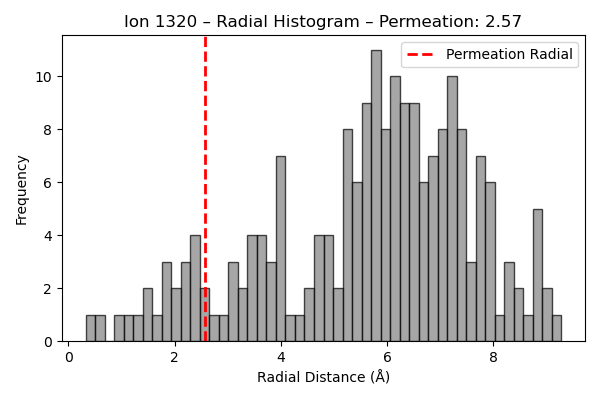 Ion 1320 – Radial Histogram – Permeation: 2.57
Permeation Radial
Frequency
10
8
6
4
2
0
0 2 4 6 8
Radial Distance (Å)